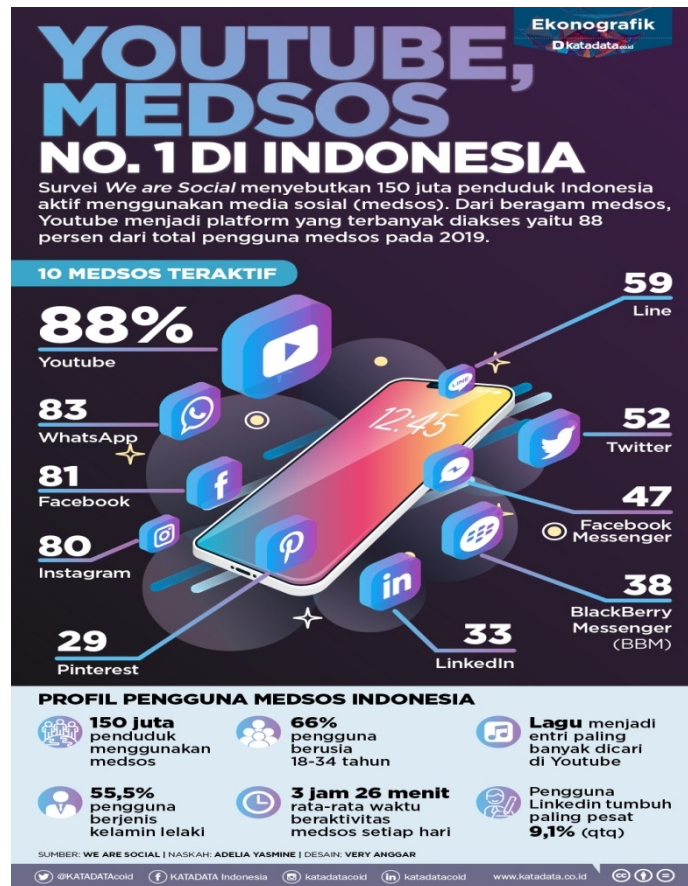 Ekonografik
Dkatadata.co.id
YOUTUBE,
MEDSOS
NO. 1 DI INDONESIA
Survei We are Social menyebutkan 150 juta penduduk Indonesia
aktif menggunakan media sosial (medsos). Dari beragam medsos,
Youtube menjadi platform yang terbanyak diakses yaitu 88
persen dari total pengguna medsos pada 2019.
10 MEDSOS TERAKTIF
88%
Youtube
83
WhatsApp
81
Facebook
80
Instagram
29
Pinterest
59
Line
52
Twitter
47
Facebook
Messenger
38
BlackBerry
Messenger
(BBM)
33
LinkedIn
LINE
12:45
PROFIL PENGGUNA MEDSOS INDONESIA
150 juta
penduduk
menggunakan
medsos
66%
pengguna
berusia
18-34 tahun
Lagu menjadi
entri paling
banyak dicari
di Youtube
55,5%
pengguna
berjenis
kelamin lelaki
3 jam 26 menit
rata-rata waktu
beraktivitas
medsos setiap hari
Pengguna
Linkedin tumbuh
paling pesat
9,1% (qtq)
SUMBER: WE ARE SOCIAL | NASKAH: ADELIA YASMINE | DESAIN: VERY ANGGAR
@KATADATAcoid
KATADATA Indonesia
katadatacoid
katadatacoid
www.katadata.co.id